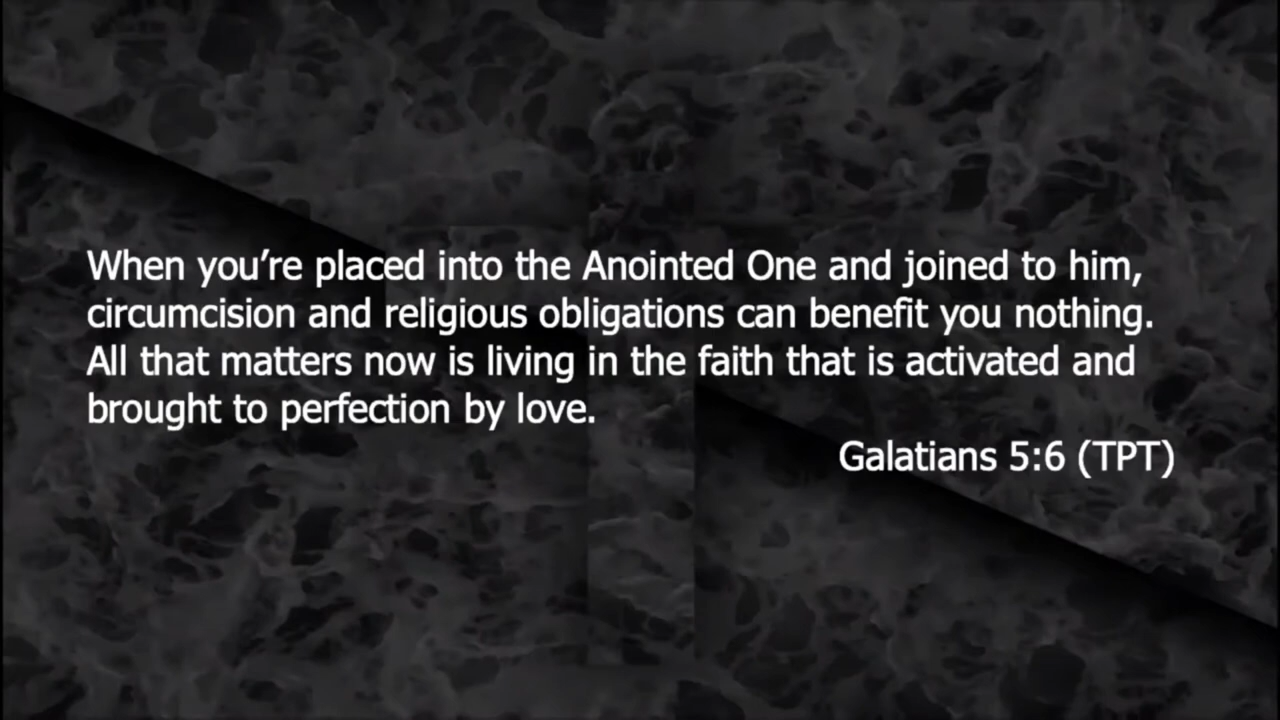 When you’re placed into the Anointed One and joined to him,
circumcision and religious obligations can benefit you nothing.
All that matters now is living in the faith that is activated and
brought to perfection by love.
Galatians 5:6 (TPT)